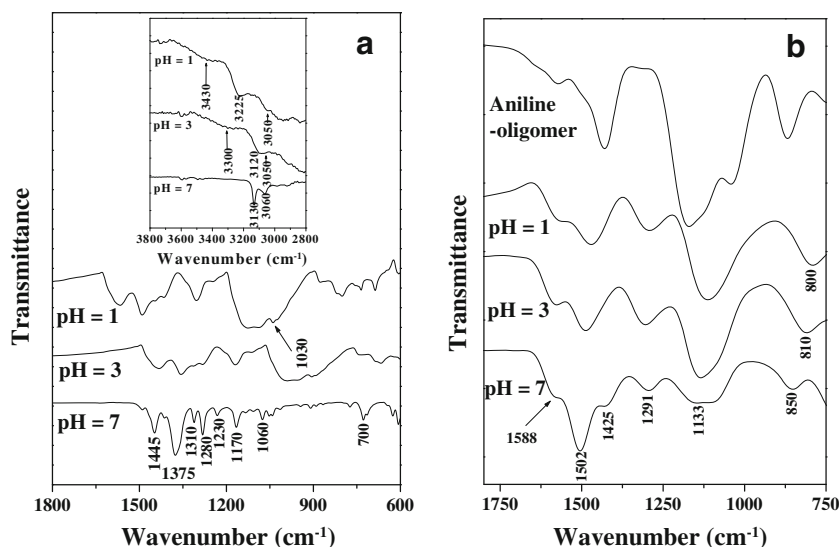 a
pH = 1
3430
3225
3050
pH = 3
3300
3120
3050
pH = 7
3130
3060
3800 3600 3400 3200 3000 2800
Wavenumber (cm-1)
Transmittance
pH = 1
1030
pH = 3
pH = 7
1445
1375
1310
1280
1230
1170
1060
700
1800 1500 1200 900 600
Wavenumber (cm-1)
b
Aniline
-oligomer
Transmittance
pH = 1
800
pH = 3
810
pH = 7
1588
1502
1425
1291
1133
850
1750 1500 1250 1000 750
Wavenumber (cm-1)